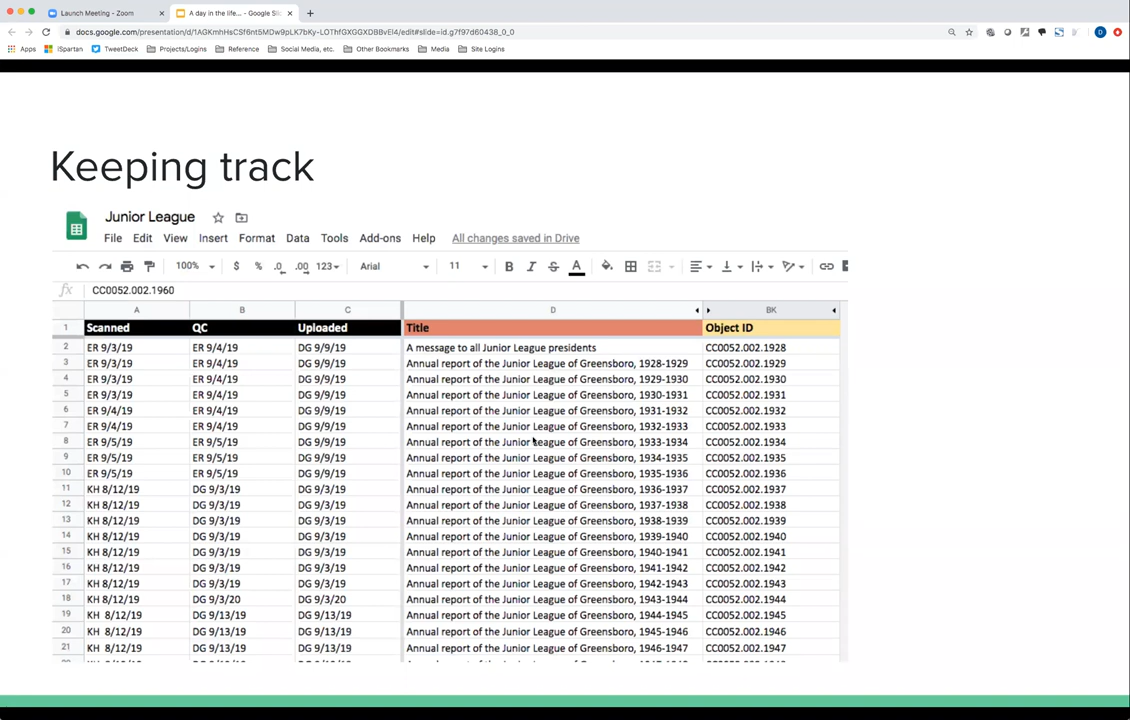 Launch Meeting - Zoom
A day in the life... - Google Slid
docs.google.com/presentation/d/1AGKmhHsCSf6nt5MDw9pLK7bKy-LOThfGXGGXDBBvEl4/edit#slide=id.g7f97d60438_0_0
Apps iSpartan TweetDeck Projects/Logins Reference Social Media, etc. Other Bookmarks Media Site Logins
Keeping track
Junior League
File Edit View Insert Format Data Tools Add-ons Help All changes saved in Drive
100% $ % .0 .00 123 Arial 11 B I S A
fx CC0052.002.1960
A B C D BK
1 Scanned QC Uploaded Title Object ID
2 ER 9/3/19 ER 9/4/19 DG 9/9/19 A message to all Junior League presidents CC0052.002.1928
3 ER 9/3/19 ER 9/4/19 DG 9/9/19 Annual report of the Junior League of Greensboro, 1928-1929 CC0052.002.1929
4 ER 9/3/19 ER 9/4/19 DG 9/9/19 Annual report of the Junior League of Greensboro, 1929-1930 CC0052.002.1930
5 ER 9/3/19 ER 9/4/19 DG 9/9/19 Annual report of the Junior League of Greensboro, 1930-1931 CC0052.002.1931
6 ER 9/4/19 ER 9/4/19 DG 9/9/19 Annual report of the Junior League of Greensboro, 1931-1932 CC0052.002.1932
7 ER 9/4/19 ER 9/4/19 DG 9/9/19 Annual report of the Junior League of Greensboro, 1932-1933 CC0052.002.1933
8 ER 9/5/19 ER 9/5/19 DG 9/9/19 Annual report of the Junior League of Greensboro, 1933-1934 CC0052.002.1934
9 ER 9/5/19 ER 9/5/19 DG 9/9/19 Annual report of the Junior League of Greensboro, 1934-1935 CC0052.002.1935
10 ER 9/5/19 ER 9/5/19 DG 9/9/19 Annual report of the Junior League of Greensboro, 1935-1936 CC0052.002.1936
11 KH 8/12/19 DG 9/3/19 DG 9/3/19 Annual report of the Junior League of Greensboro, 1936-1937 CC0052.002.1937
12 KH 8/12/19 DG 9/3/19 DG 9/3/19 Annual report of the Junior League of Greensboro, 1937-1938 CC0052.002.1938
13 KH 8/12/19 DG 9/3/19 DG 9/3/19 Annual report of the Junior League of Greensboro, 1938-1939 CC0052.002.1939
14 KH 8/12/19 DG 9/3/19 DG 9/3/19 Annual report of the Junior League of Greensboro, 1939-1940 CC0052.002.1940
15 KH 8/12/19 DG 9/3/19 DG 9/3/19 Annual report of the Junior League of Greensboro, 1940-1941 CC0052.002.1941
16 KH 8/12/19 DG 9/3/19 DG 9/3/19 Annual report of the Junior League of Greensboro, 1941-1942 CC0052.002.1942
17 KH 8/12/19 DG 9/3/19 DG 9/3/19 Annual report of the Junior League of Greensboro, 1942-1943 CC0052.002.1943
18 KH 8/12/19 DG 9/3/20 DG 9/3/20 Annual report of the Junior League of Greensboro, 1943-1944 CC0052.002.1944
19 KH 8/12/19 DG 9/13/19 DG 9/13/19 Annual report of the Junior League of Greensboro, 1944-1945 CC0052.002.1945
20 KH 8/12/19 DG 9/13/19 DG 9/13/19 Annual report of the Junior League of Greensboro, 1945-1946 CC0052.002.1946
21 KH 8/12/19 DG 9/13/19 DG 9/13/19 Annual report of the Junior League of Greensboro, 1946-1947 CC0052.002.1947